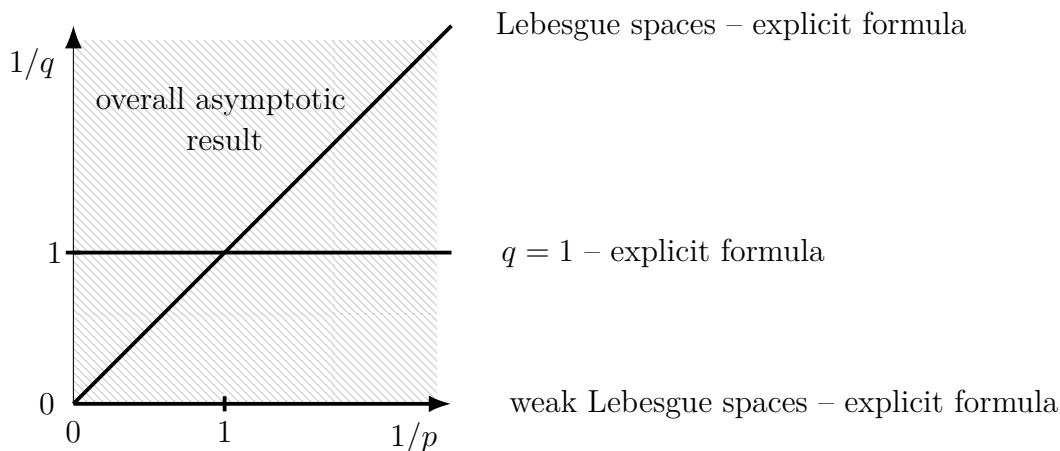 Lebesgue spaces – explicit formula
1/q
overall asymptotic
result
1
q = 1 – explicit formula
0
weak Lebesgue spaces – explicit formula
0
1
1/p